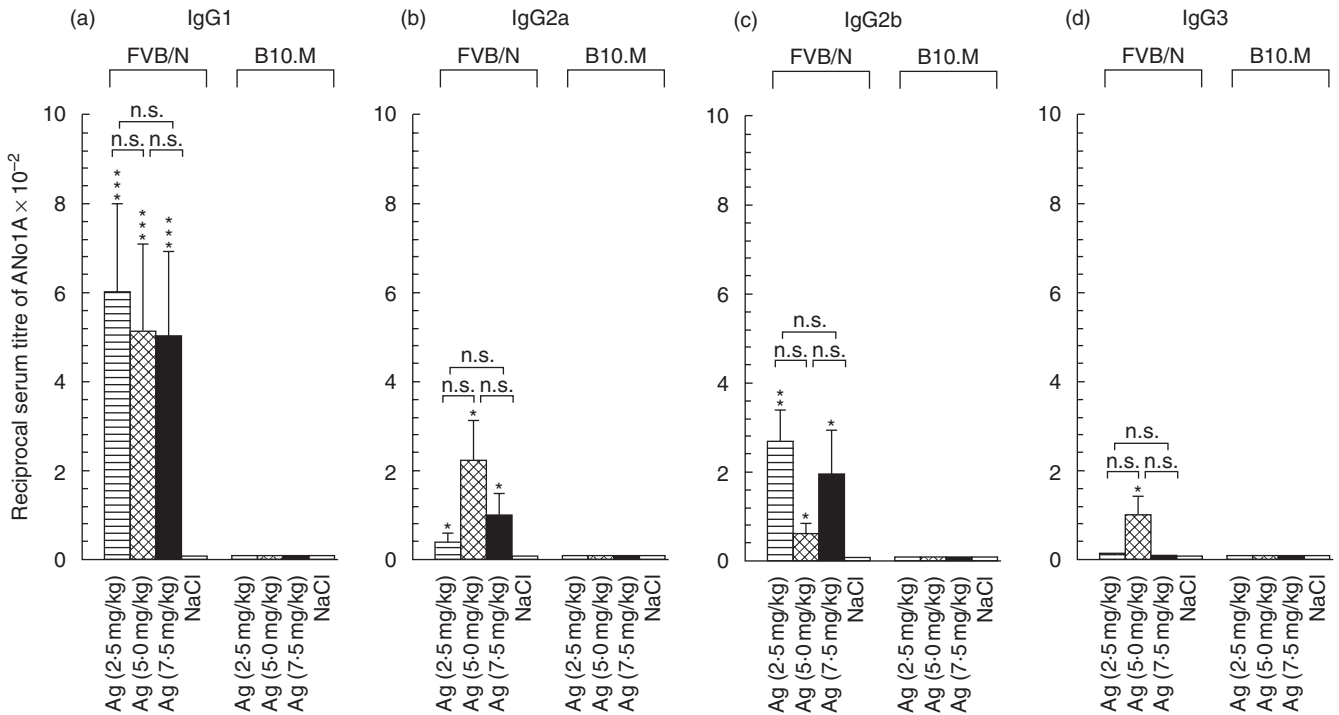 (a) IgG1
FVB/N B10.M
10
8
6
4
2
0
Reciprocal serum titre of ANo1A × 10⁻²
n.s.
n.s. n.s.
*** *** ***
Ag (2·5 mg/kg)
Ag (5·0 mg/kg)
Ag (7·5 mg/kg)
NaCl
Ag (2·5 mg/kg)
Ag (5·0 mg/kg)
Ag (7·5 mg/kg)
NaCl
(b) IgG2a
FVB/N B10.M
10
8
6
4
2
0
n.s.
n.s. n.s.
* * *
Ag (2·5 mg/kg)
Ag (5·0 mg/kg)
Ag (7·5 mg/kg)
NaCl
Ag (2·5 mg/kg)
Ag (5·0 mg/kg)
Ag (7·5 mg/kg)
NaCl
(c) IgG2b
FVB/N B10.M
10
8
6
4
2
0
n.s.
n.s. n.s.
** * *
Ag (2·5 mg/kg)
Ag (5·0 mg/kg)
Ag (7·5 mg/kg)
NaCl
Ag (2·5 mg/kg)
Ag (5·0 mg/kg)
Ag (7·5 mg/kg)
NaCl
(d) IgG3
FVB/N B10.M
10
8
6
4
2
0
n.s.
n.s. n.s.
*
Ag (2·5 mg/kg)
Ag (5·0 mg/kg)
Ag (7·5 mg/kg)
NaCl
Ag (2·5 mg/kg)
Ag (5·0 mg/kg)
Ag (7·5 mg/kg)
NaCl